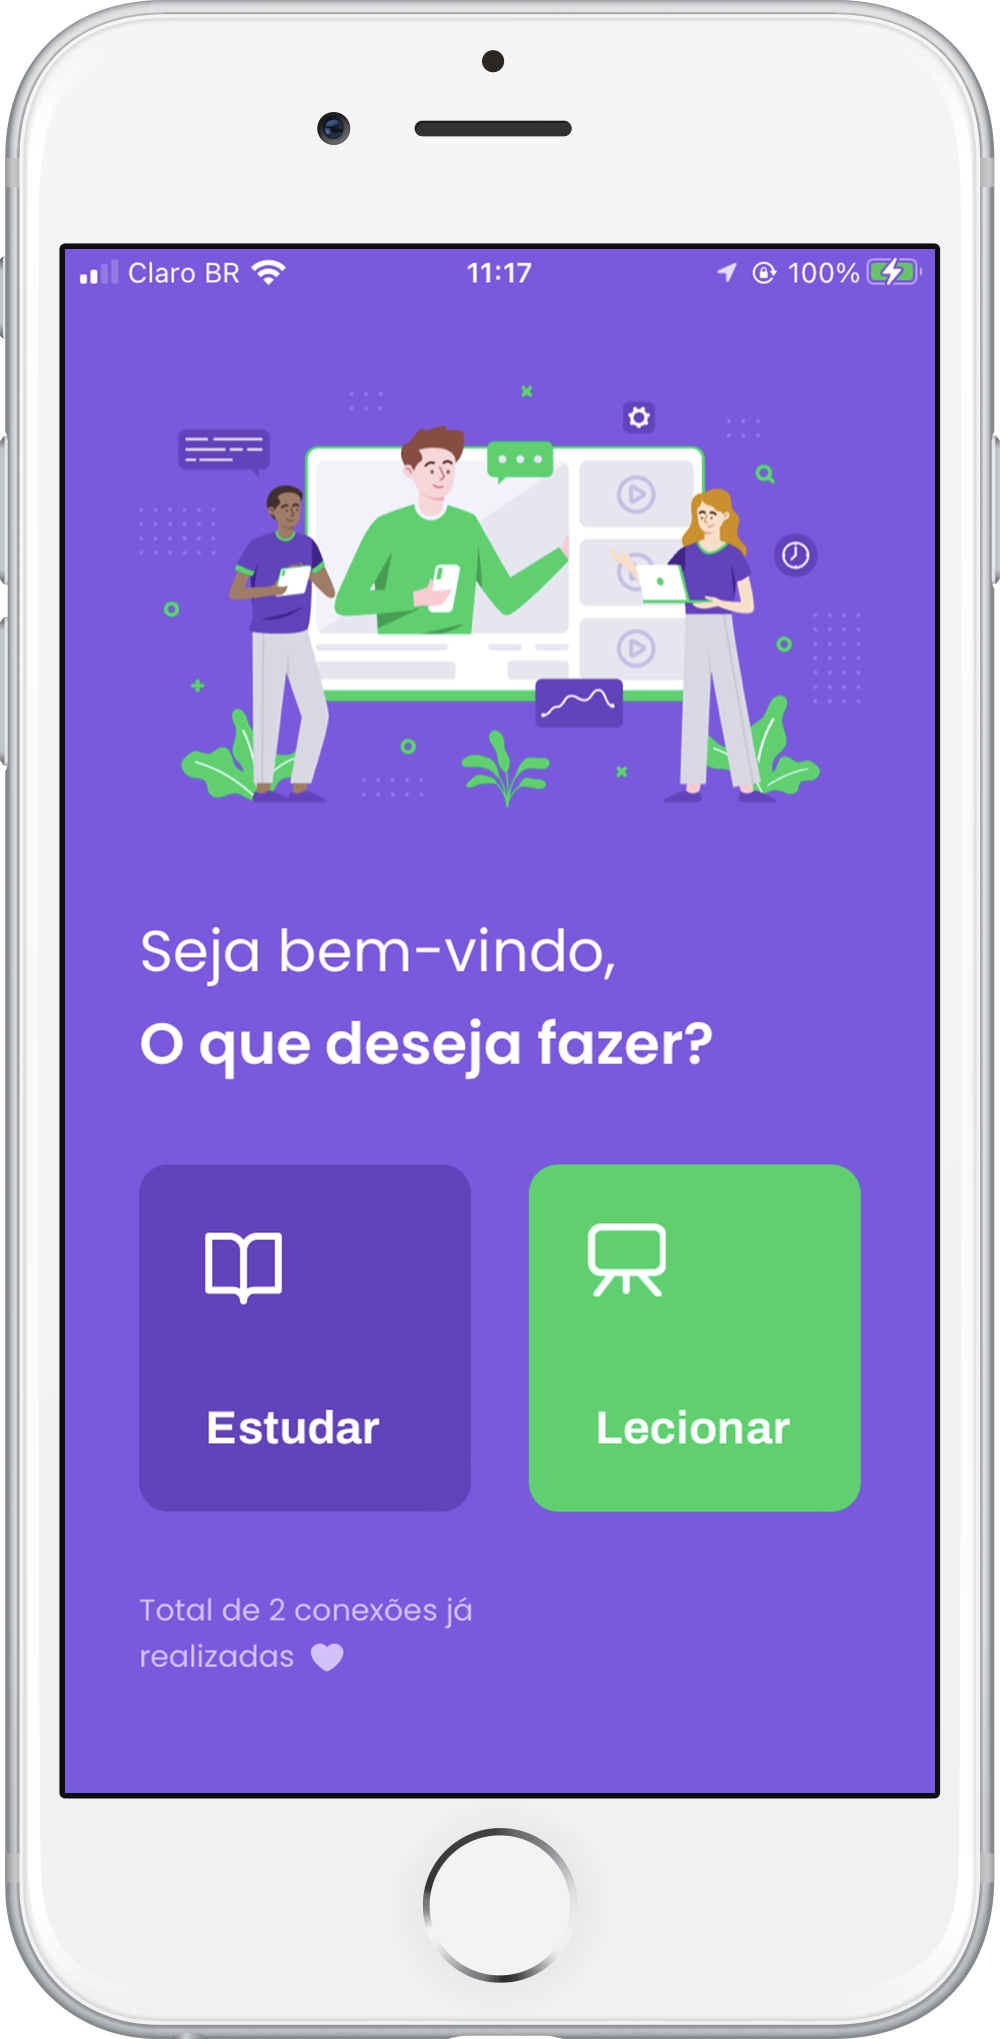 Claro BR 11:17 100%
Seja bem-vindo,
O que deseja fazer?
Estudar Lecionar
Total de 2 conexões já
realizadas